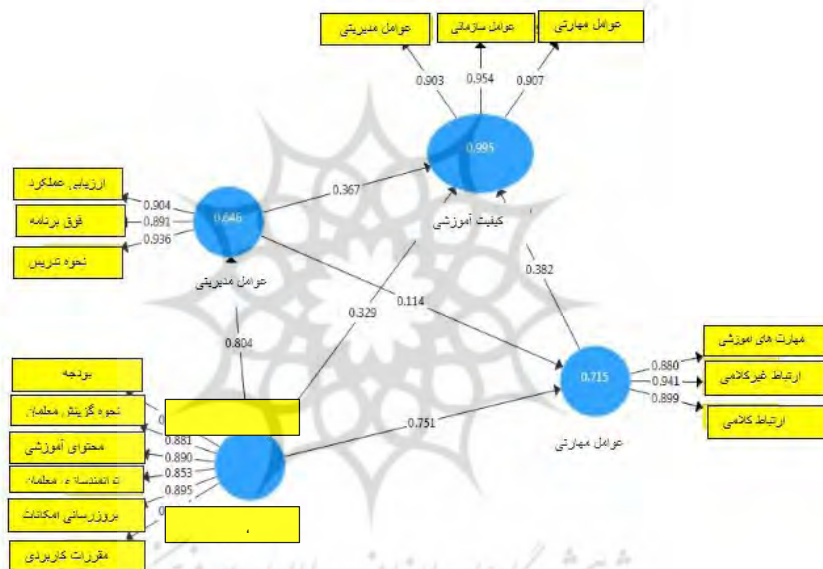 عوامل مدیریتی
عوامل سازمانی
عوامل مهارتی
0.903
0.954
0.907
0.995
کیفیت آموزشی
ارزیابی عملکرد
فوق برنامه
نحوه تدریس
0.904
0.891
0.936
0.646
عوامل مدیریتی
0.367
0.382
0.114
0.329
0.804
0.751
مهارت های آموزشی
ارتباط غیرکلامی
ارتباط کلامی
0.880
0.941
0.899
0.715
عوامل مهارتی
بودجه
نحوه گزینش معلمان
محتوای آموزشی
توانمندسازی معلمان
بروزرسانی امکانات
مقررات کاربردی
0.881
0.890
0.853
0.895